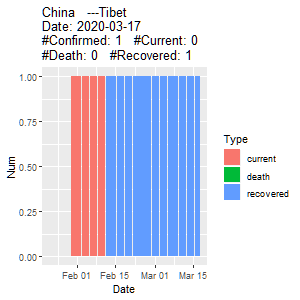 China   ---Tibet
Date: 2020-03-17
#Confirmed: 1   #Current: 0
#Death: 0   #Recovered: 1
1.00
0.75
0.50
0.25
0.00
Num
Feb 01
Feb 15
Mar 01
Mar 15
Date
Type
current
death
recovered